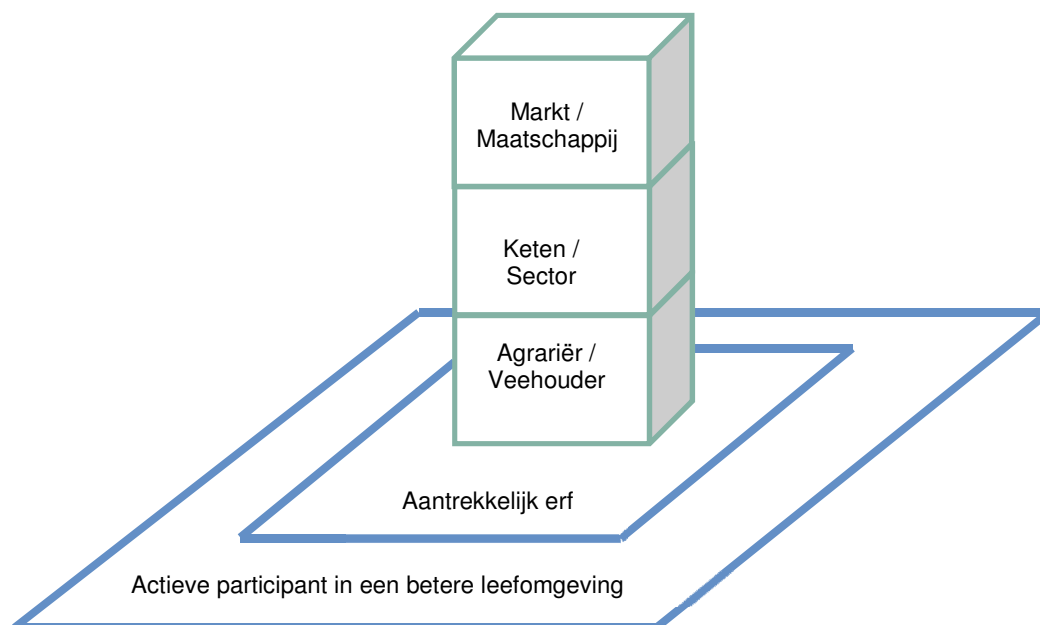 Markt /
Maatschappij
Keten /
Sector
Agrariër /
Veehouder
Aantrekkelijk erf
Actieve participant in een betere leefomgeving